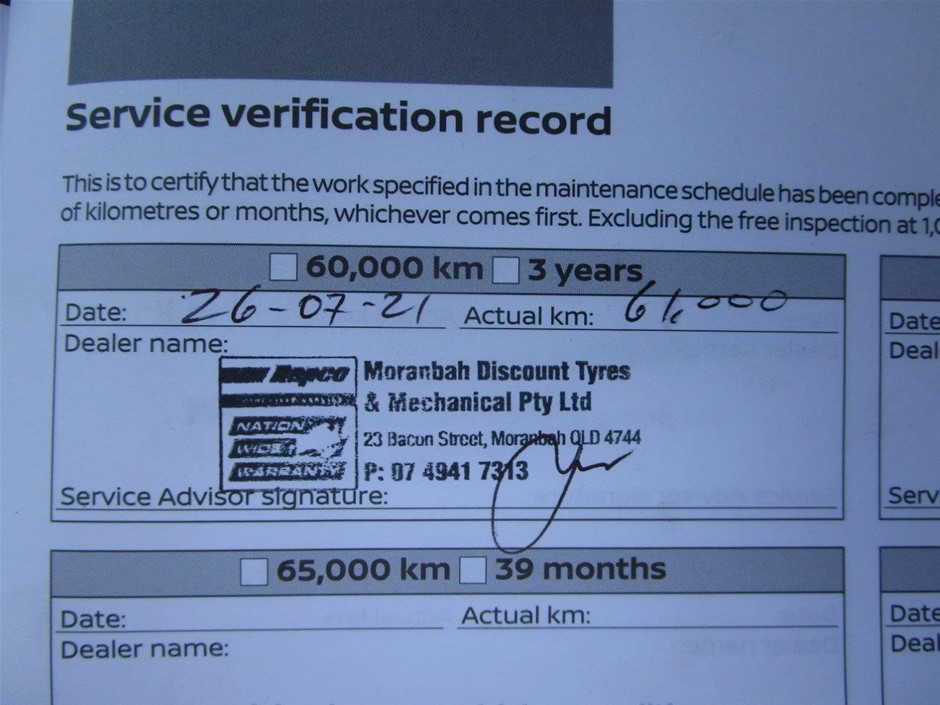 Service verification record
This is to certify that the work specified in the maintenance schedule has been comple
of kilometres or months, whichever comes first. Excluding the free inspection at 1,0
60,000 km 3 years
Date: 26-07-21 Actual km: 61,000
Dealer name:
Repco
NATION
WIDE
WARRANTY
Moranbah Discount Tyres
& Mechanical Pty Ltd
23 Bacon Street, Moranbah QLD 4744
P: 07 4941 7313
Service Advisor signature:
65,000 km 39 months
Date: Actual km:
Dealer name:
Date
Deal
Serv
Date
Deal